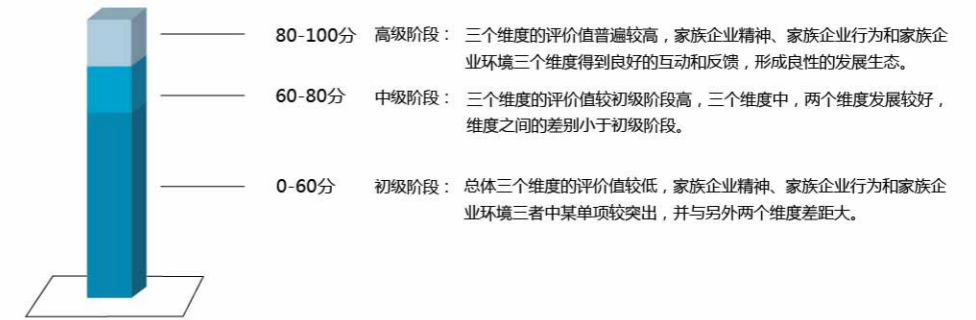 80-100分 高级阶段： 三个维度的评价值普遍较高，家族企业精神、家族企业行为和家族企
业环境三个维度得到良好的互动和反馈，形成良性的发展生态。
60-80分 中级阶段： 三个维度的评价值较初级阶段高，三个维度中，两个维度发展较好，
维度之间的差别小于初级阶段。
0-60分 初级阶段： 总体三个维度的评价值较低，家族企业精神、家族企业行为和家族企
业环境三者中某单项较突出，并与另外两个维度差距大。